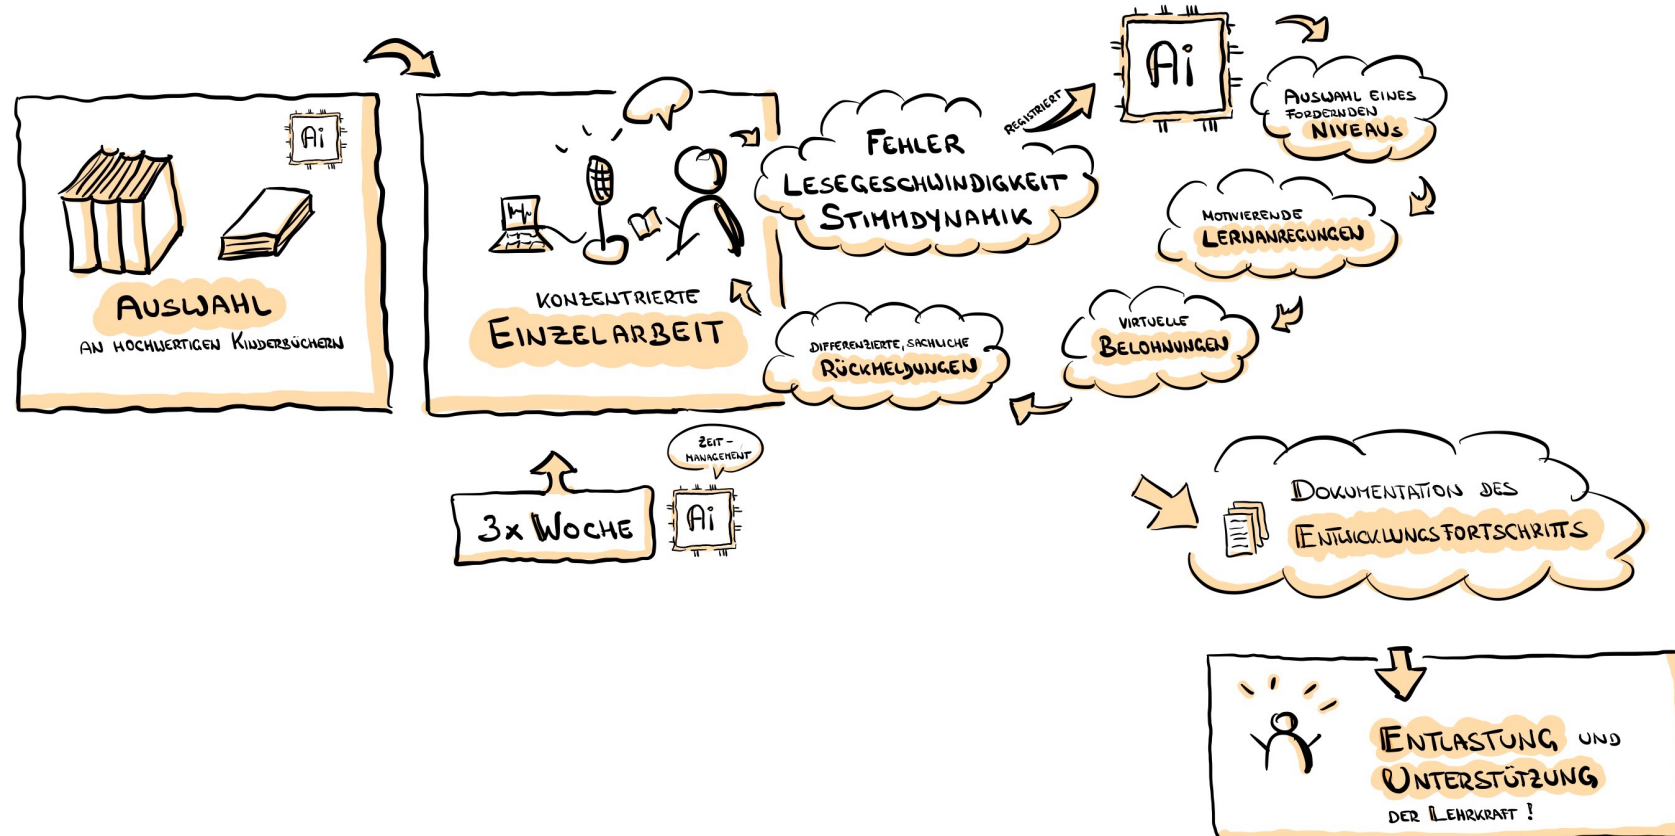 Ai
AUSWAHL
AN HOCHWERTIGEN KINDERBÜCHERN
KONZENTRIERTE
EINZELARBEIT
3x WOCHE
ZEIT-
MANAGEMENT
Ai
FEHLER
LESEGESCHWINDIGKEIT
STIMMDYNAMIK
REGISTRIERT
Ai
AUSWAHL EINES
FORDERNDEN
NIVEAUS
MOTIVIERENDE
LERNANREGUNGEN
VIRTUELLE
BELOHNUNGEN
DIFFERENZIERTE, SACHLICHE
RÜCKMELDUNGEN
DOKUMENTATION DES
ENTWICKLUNGSFORTSCHRITTS
ENTLASTUNG UND
UNTERSTÜTZUNG
DER LEHRKRAFT!